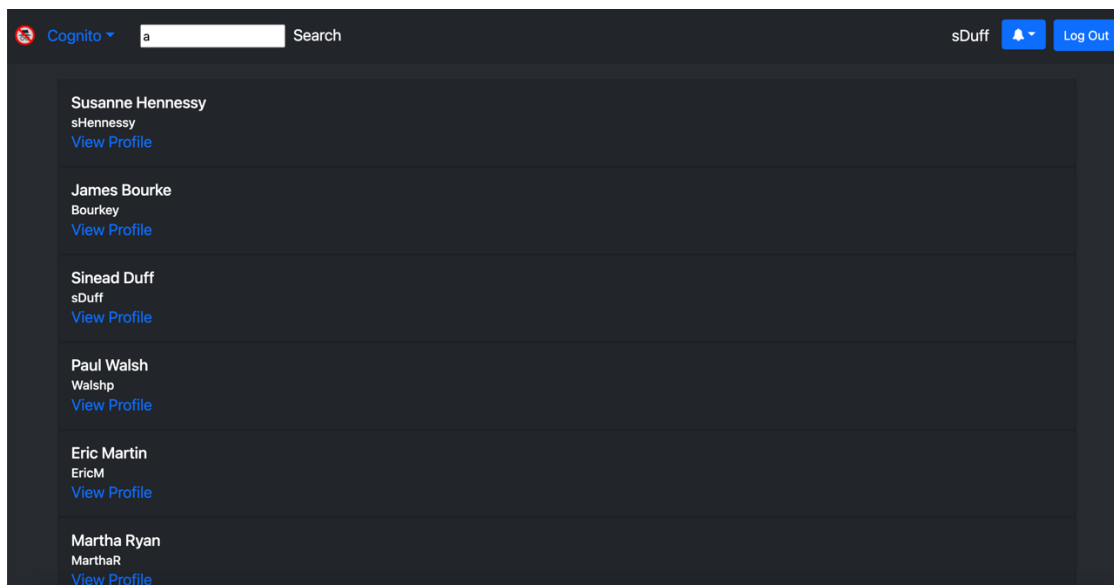 Cognito a Search sDuff Log Out
Susanne Hennessy
sHennessy
View Profile
James Bourke
Bourkey
View Profile
Sinead Duff
sDuff
View Profile
Paul Walsh
Walshp
View Profile
Eric Martin
EricM
View Profile
Martha Ryan
MarthaR
View Profile